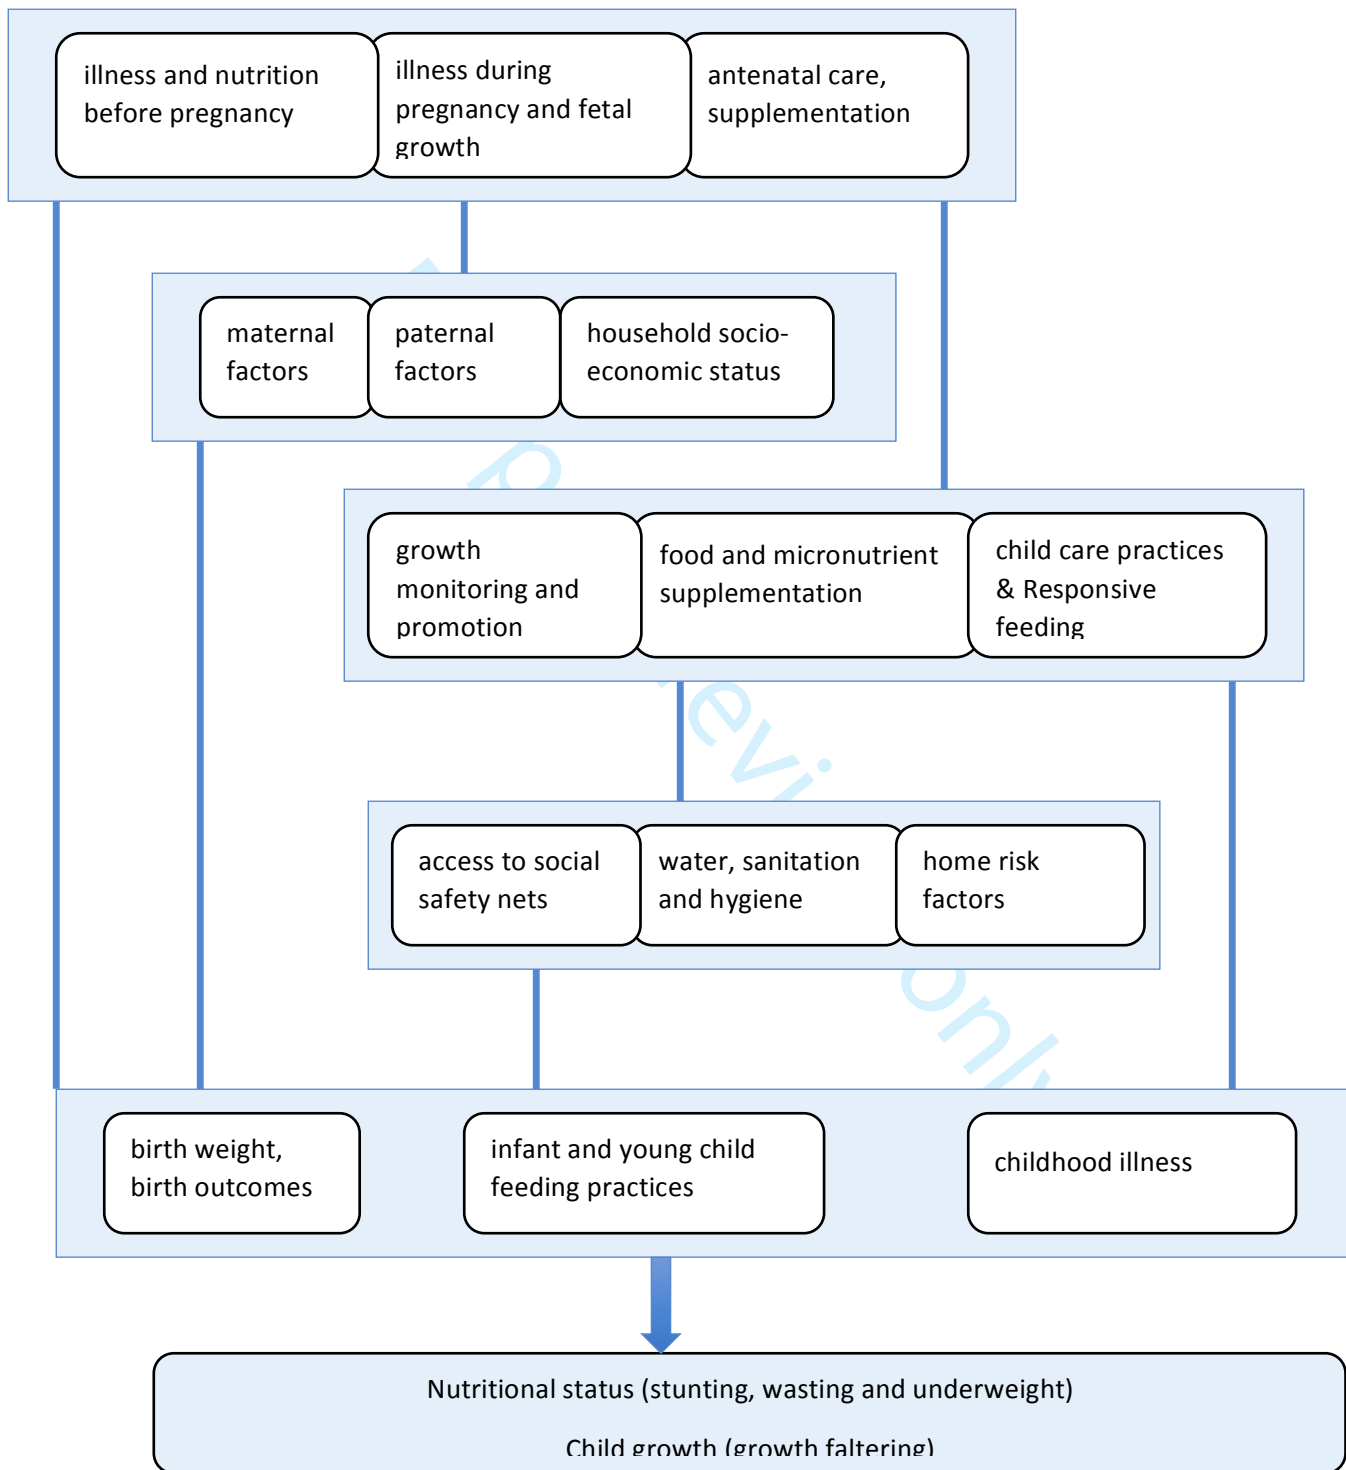 illness and nutrition
before pregnancy
illness during
pregnancy and fetal
growth
antenatal care,
supplementation
maternal
factors
paternal
factors
household socio-
economic status
growth
monitoring and
promotion
food and micronutrient
supplementation
child care practices
& Responsive
feeding
access to social
safety nets
water, sanitation
and hygiene
home risk
factors
birth weight,
birth outcomes
infant and young child
feeding practices
childhood illness
Nutritional status (stunting, wasting and underweight)
Child growth (growth faltering)